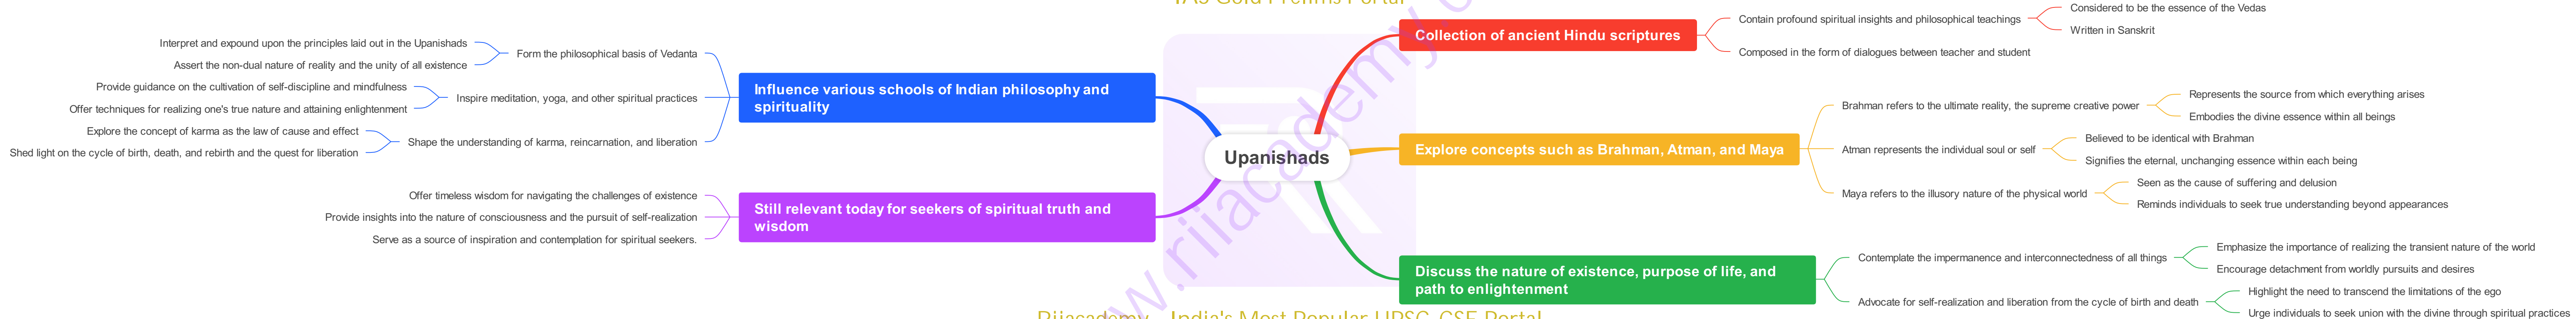 IAS Gold Prelims Portal
Upanishads
Collection of ancient Hindu scriptures
Contain profound spiritual insights and philosophical teachings
Considered to be the essence of the Vedas
Written in Sanskrit
Composed in the form of dialogues between teacher and student
Explore concepts such as Brahman, Atman, and Maya
Brahman refers to the ultimate reality, the supreme creative power
Represents the source from which everything arises
Embodies the divine essence within all beings
Atman represents the individual soul or self
Believed to be identical with Brahman
Signifies the eternal, unchanging essence within each being
Maya refers to the illusory nature of the physical world
Seen as the cause of suffering and delusion
Reminds individuals to seek true understanding beyond appearances
Discuss the nature of existence, purpose of life, and
path to enlightenment
Contemplate the impermanence and interconnectedness of all things
Emphasize the importance of realizing the transient nature of the world
Encourage detachment from worldly pursuits and desires
Advocate for self-realization and liberation from the cycle of birth and death
Highlight the need to transcend the limitations of the ego
Urge individuals to seek union with the divine through spiritual practices
Influence various schools of Indian philosophy and
spirituality
Form the philosophical basis of Vedanta
Interpret and expound upon the principles laid out in the Upanishads
Assert the non-dual nature of reality and the unity of all existence
Inspire meditation, yoga, and other spiritual practices
Provide guidance on the cultivation of self-discipline and mindfulness
Offer techniques for realizing one's true nature and attaining enlightenment
Shape the understanding of karma, reincarnation, and liberation
Explore the concept of karma as the law of cause and effect
Shed light on the cycle of birth, death, and rebirth and the quest for liberation
Still relevant today for seekers of spiritual truth and
wisdom
Offer timeless wisdom for navigating the challenges of existence
Provide insights into the nature of consciousness and the pursuit of self-realization
Serve as a source of inspiration and contemplation for spiritual seekers.
India's Most Popular UPSC-CSE Portal